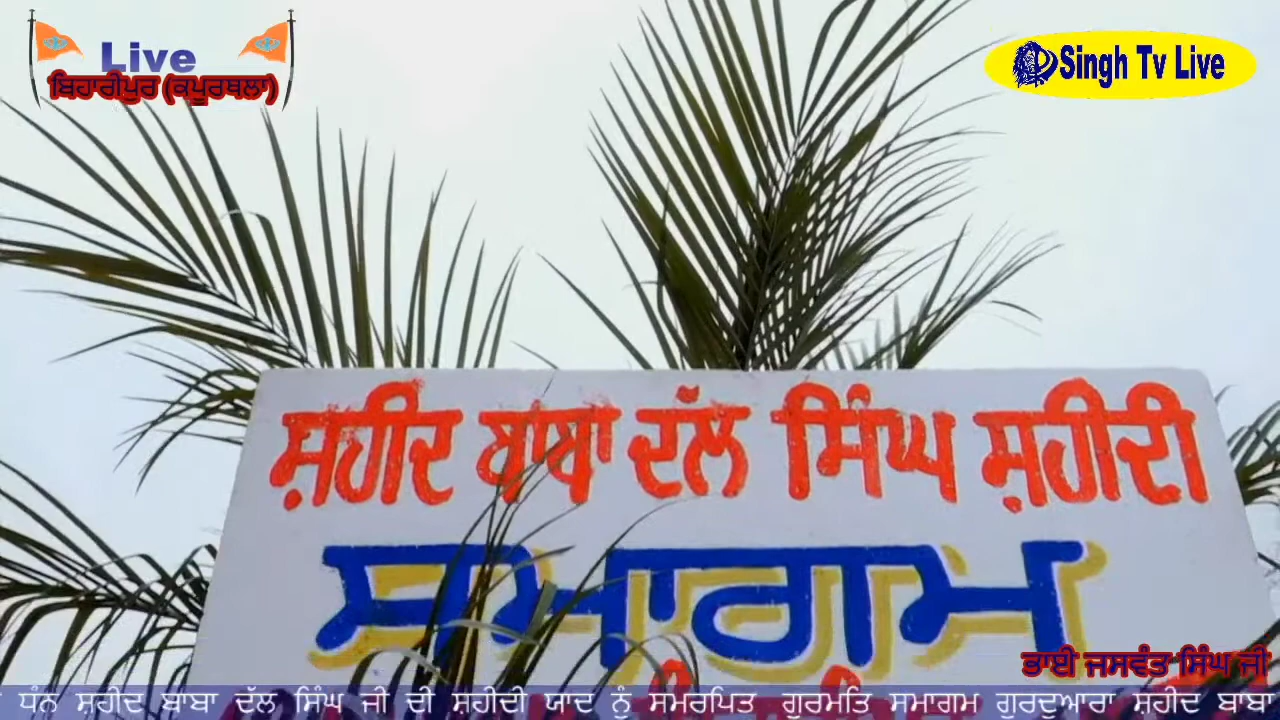 Live
ਬਿਹਾਰੀਪੁਰ (ਕਪੂਰਥਲਾ)
Singh Tv Live
ਸ਼ਹੀਦ ਬਾਬਾ ਦੱਲ ਸਿੰਘ ਸ਼ਹੀਦੀ
ਸਮਾਗਮ
ਭਾਈ ਜਸਵੰਤ ਸਿੰਘ ਜੀ
ਧੰਨ ਸ਼ਹੀਦ ਬਾਬਾ ਦੱਲ ਸਿੰਘ ਜੀ ਦੀ ਸ਼ਹੀਦੀ ਯਾਦ ਨੂੰ ਸਮਰਪਿਤ ਗੁਰਮਤਿ ਸਮਾਗਮ ਗੁਰਦੁਆਰਾ ਸ਼ਹੀਦ ਬਾਬਾ